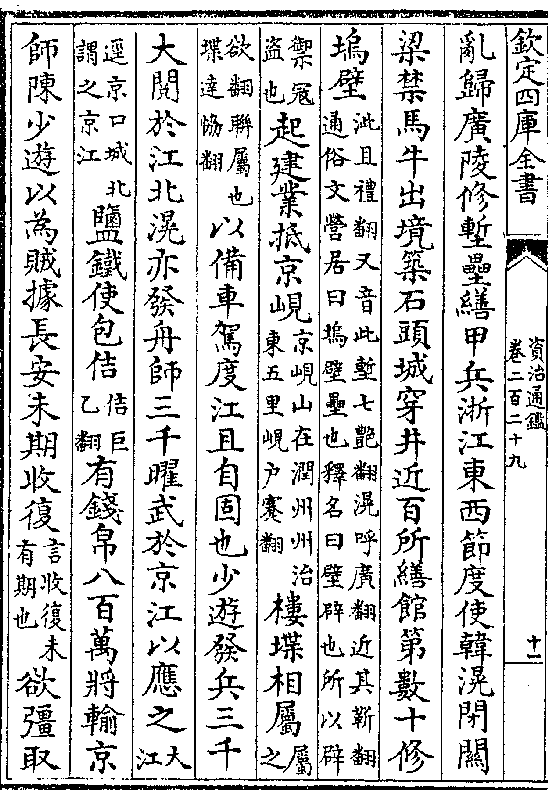 欽定四庫全書
資治通鑑
卷二百二十九
十一
亂歸廣陵修塹壘繕甲兵浙江東西節度使韓滉閉關
梁禁馬牛出境築石頭城穿井近百所繕館第數十修
塢壁泚且禮翻又音此塹七艷翻滉呼廣翻近其靳翻
通俗文營居曰塢壁壘也釋名曰壁辟也所以辟
禦寇
盜也起建業抵京峴京峴山在潤州州治
東五里峴户賽翻樓堞相屬屬之
欲翻聯屬也
堞達協翻以備車駕度江且自固也少遊發兵三千
大閱於江北滉亦發舟師三千曜武於京江以應之大江
逕京口城北
謂之京江鹽鐵使包佶佶巨
乙翻有錢帛八百萬將輸京
師陳少遊以為賊據長安未期收復言收復未
有期也欲彊取